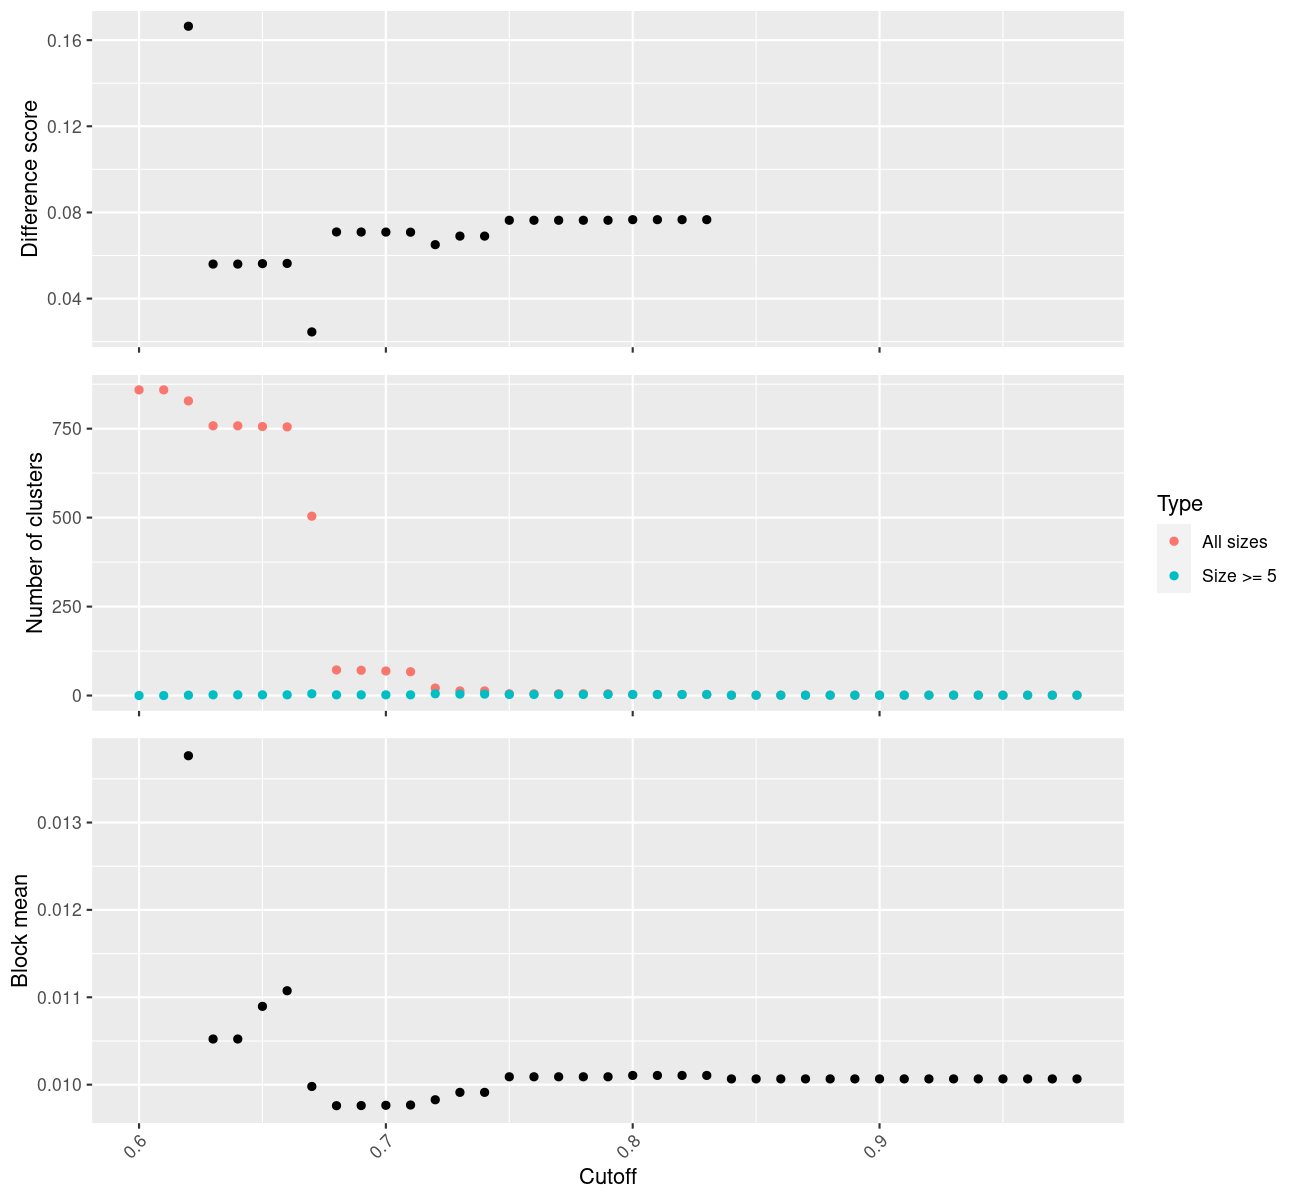 0.16
0.12
0.08
0.04
Difference score
750
500
250
0
Number of clusters
Type
All sizes
Size >= 5
0.013
0.012
0.011
0.010
Block mean
0.6
0.7
0.8
0.9
Cutoff